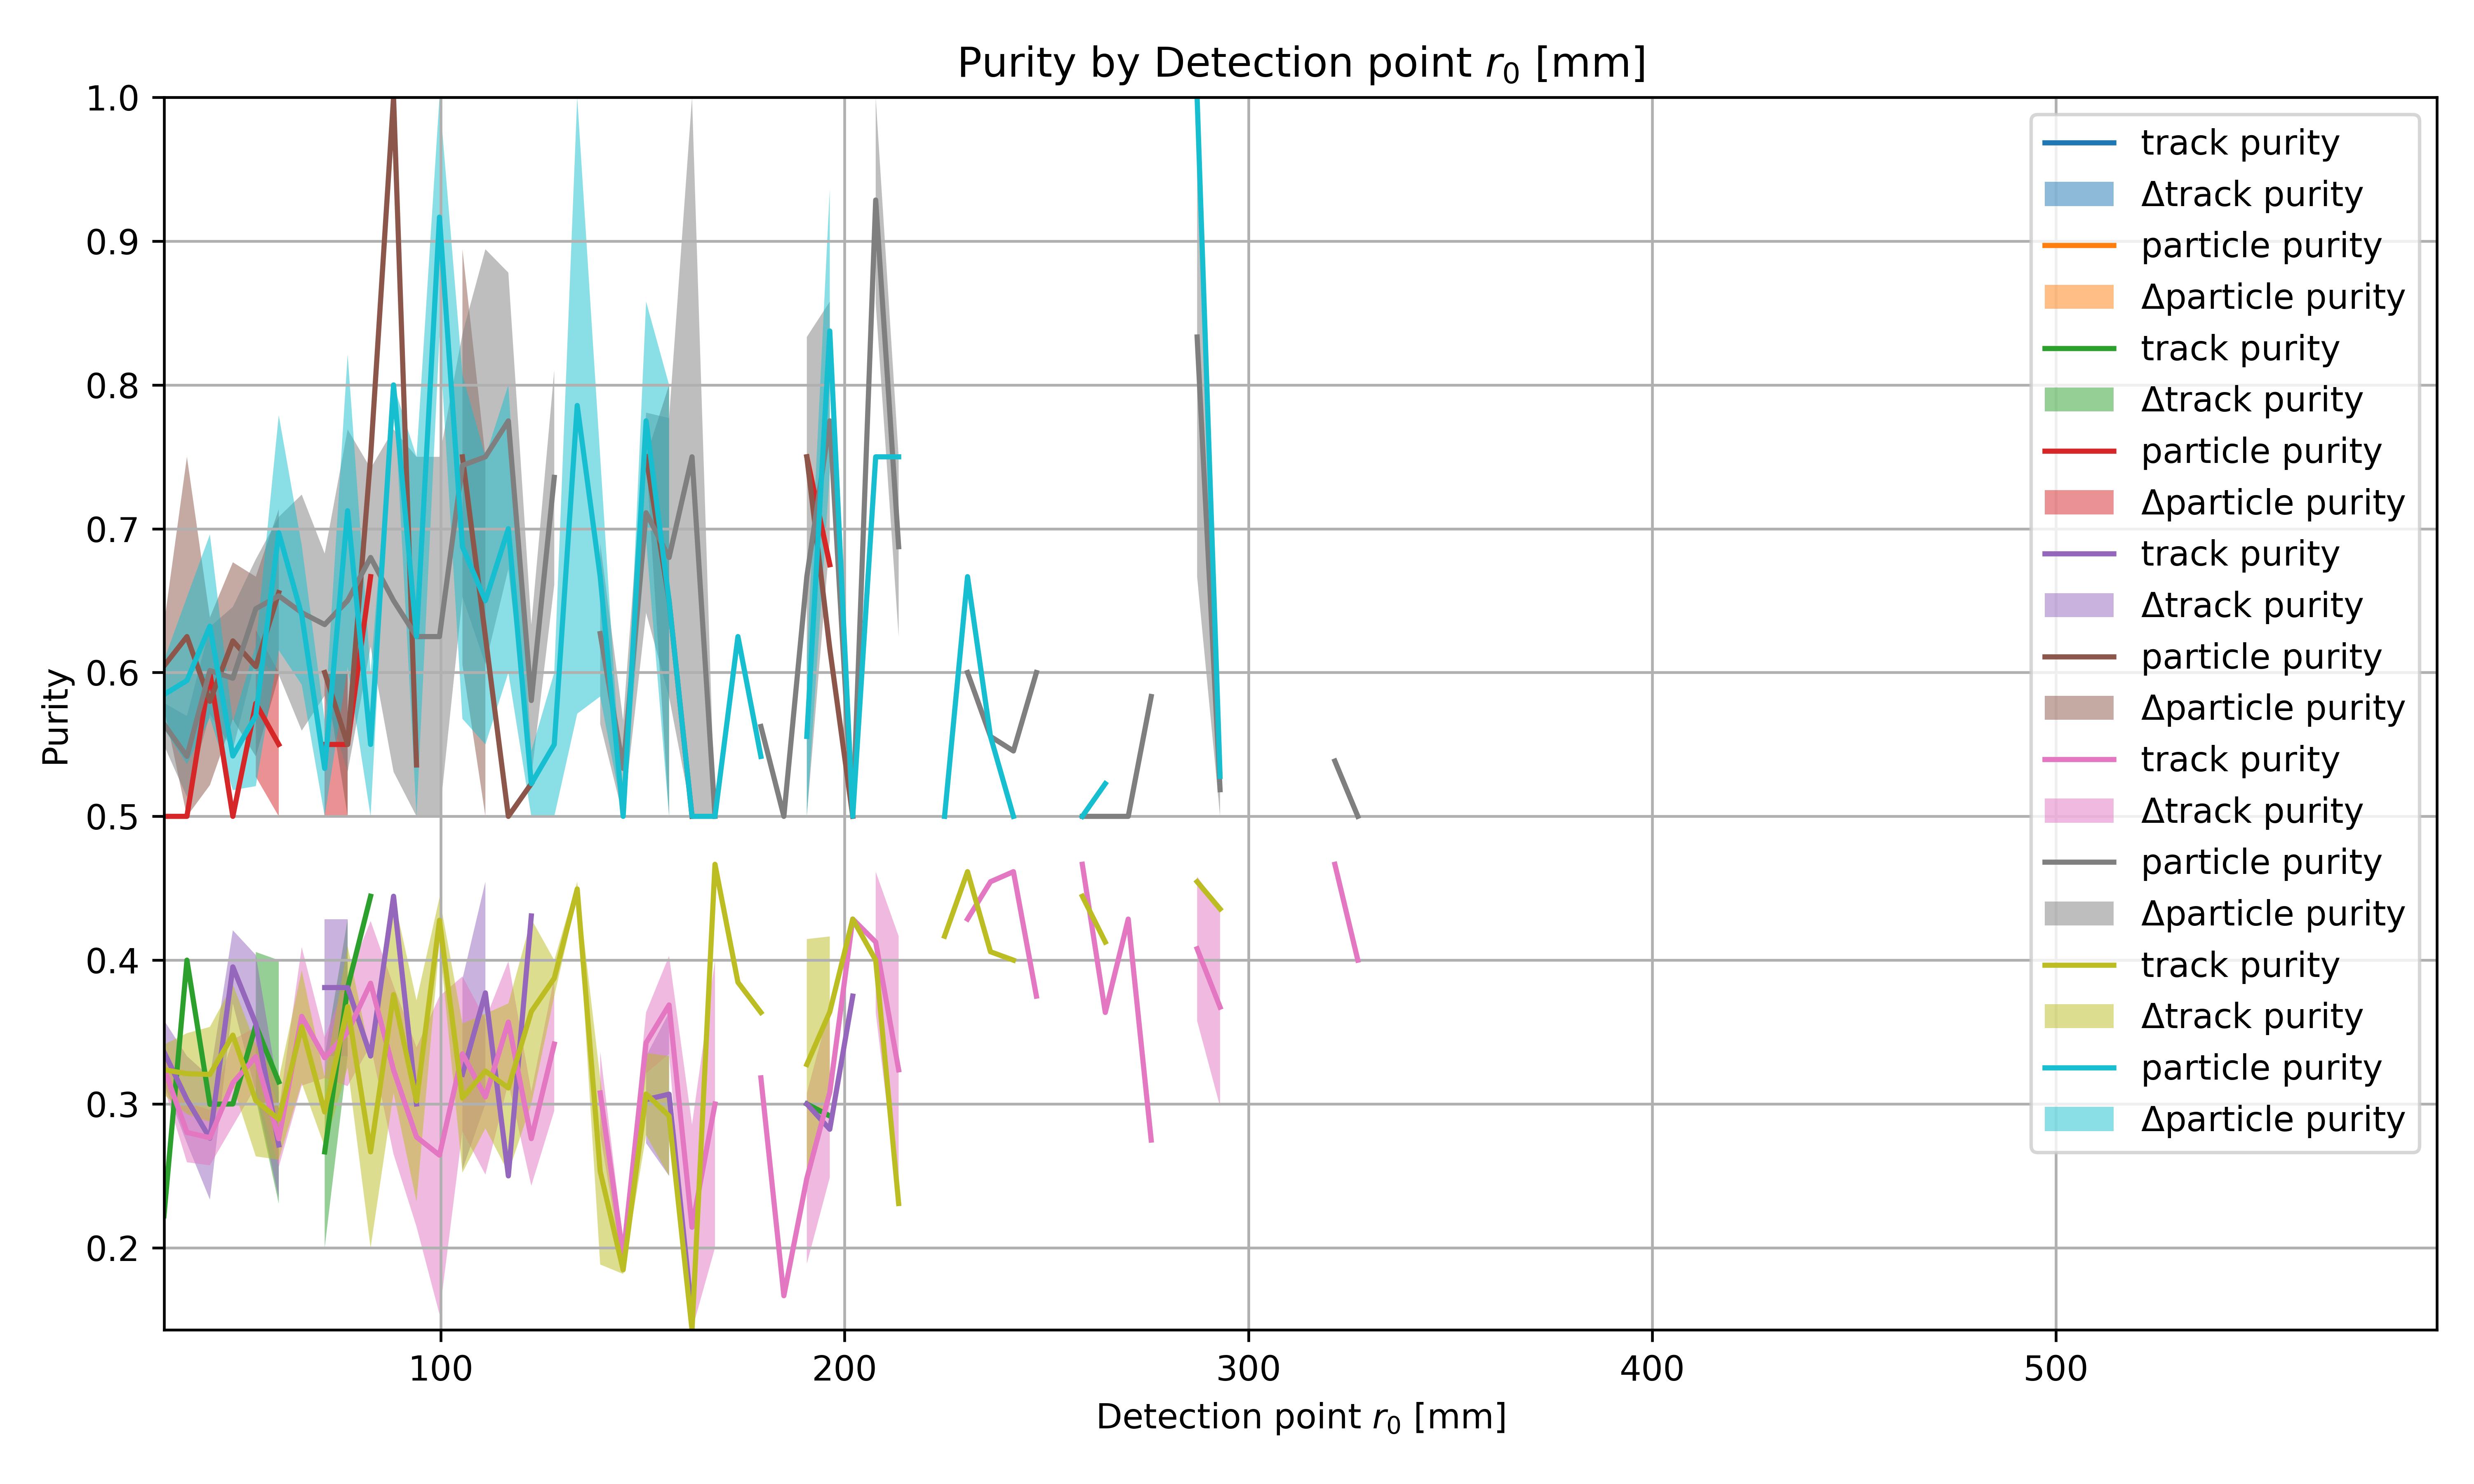 Purity by Detection point r0 [mm]
1.0
0.9
0.8
0.7
0.6
0.5
0.4
0.3
0.2
Purity
100
200
300
400
500
Detection point r0 [mm]
track purity
Δtrack purity
particle purity
Δparticle purity
track purity
Δtrack purity
particle purity
Δparticle purity
track purity
Δtrack purity
particle purity
Δparticle purity
track purity
Δtrack purity
particle purity
Δparticle purity
track purity
Δtrack purity
particle purity
Δparticle purity